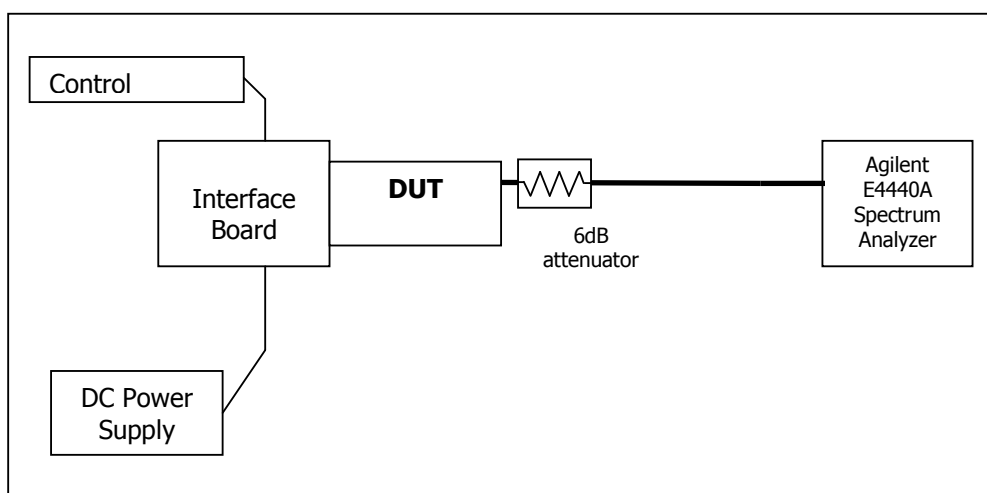 Control
Interface
Board
DUT
6dB
attenuator
Agilent
E4440A
Spectrum
Analyzer
DC Power
Supply